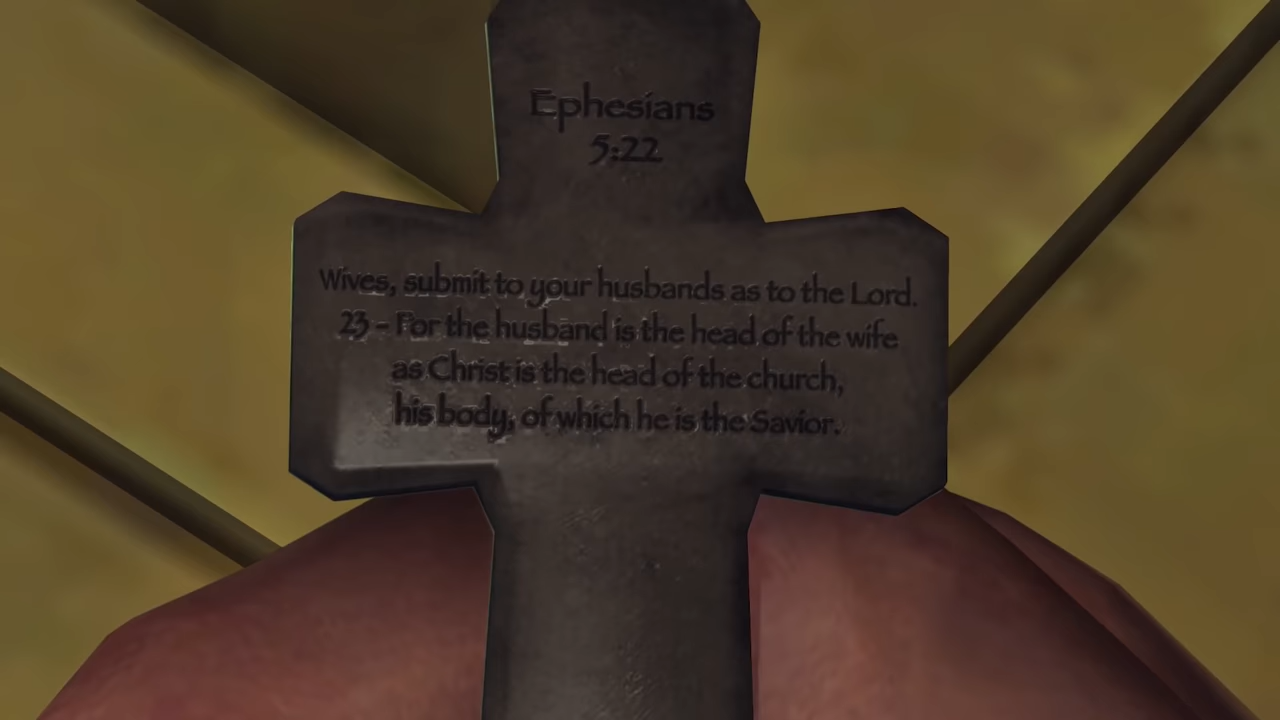 Ephesians
5:22
Wives, submit to your husbands as to the Lord.
23 - For the husband is the head of the wife
as Christ is the head of the church,
his body, of which he is the Savior.